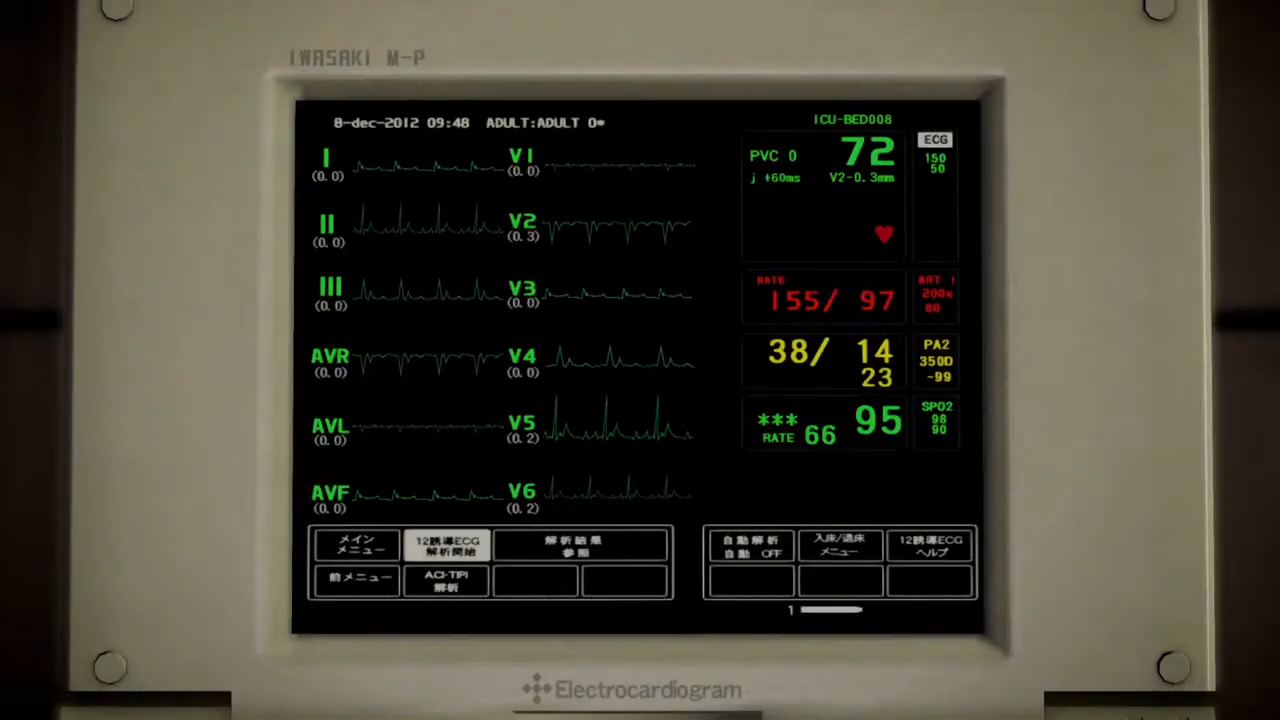 IWASAKI M-P
8-dec-2012 09:48 ADULT:ADULT 0*
ICU-BED008
I
(0.0)
V1
(0.0)
II
(0.0)
V2
(0.3)
III
(0.0)
V3
(0.0)
AVR
(0.0)
V4
(0.0)
AVL
(0.0)
V5
(0.2)
AVF
(0.0)
V6
(0.2)
PVC 0
72
j +60ms V2-0.3mm
ECG
150
50
RATE
155/ 97
ART
80
38/ 14
23
PA2
350D
-99
***
95
RATE 66
SPO2
98
90
メイン
メニュー
12誘導ECG
解析開始
解析結果
参照
前メニュー
ACI-TIPI
解析
自動解析
自動 OFF
入床/退床
メニュー
12誘導ECG
ヘルプ
1
Electrocardiogram